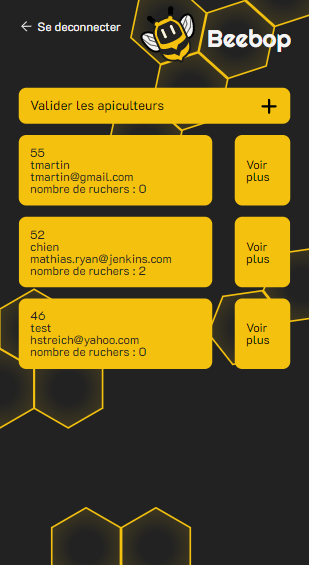 ← Se deconnecter
Beebop
Valider les apiculteurs +
55
tmartin
tmartin@gmail.com
nombre de ruchers : 0
Voir
plus
52
chien
mathias.ryan@jenkins.com
nombre de ruchers : 2
Voir
plus
46
test
hstreich@yahoo.com
nombre de ruchers : 0
Voir
plus